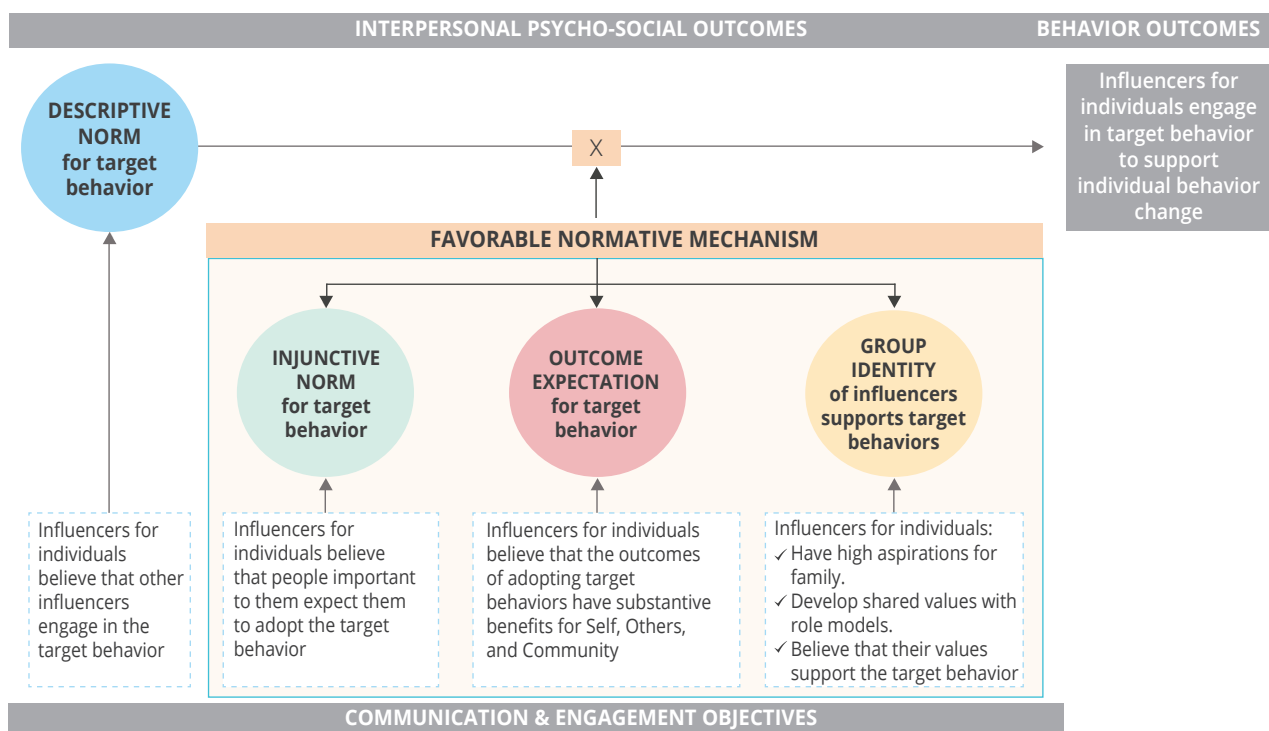 INTERPERSONAL PSYCHO-SOCIAL OUTCOMES
BEHAVIOR OUTCOMES
DESCRIPTIVE
NORM
for target
behavior
X
Influencers for
individuals engage
in target behavior
to support
individual behavior
change
FAVORABLE NORMATIVE MECHANISM
INJUNCTIVE
NORM
for target
behavior
OUTCOME
EXPECTATION
for target
behavior
GROUP
IDENTITY
of influencers
supports target
behaviors
Influencers for
individuals
believe that other
influencers
engage in the
target behavior
Influencers for
individuals believe
that people important
to them expect them
to adopt the target
behavior
Influencers for individuals
believe that the outcomes
of adopting target
behaviors have substantive
benefits for Self, Others,
and Community
Influencers for individuals:
✓ Have high aspirations for
family.
✓ Develop shared values with
role models.
✓ Believe that their values
support the target behavior
COMMUNICATION & ENGAGEMENT OBJECTIVES